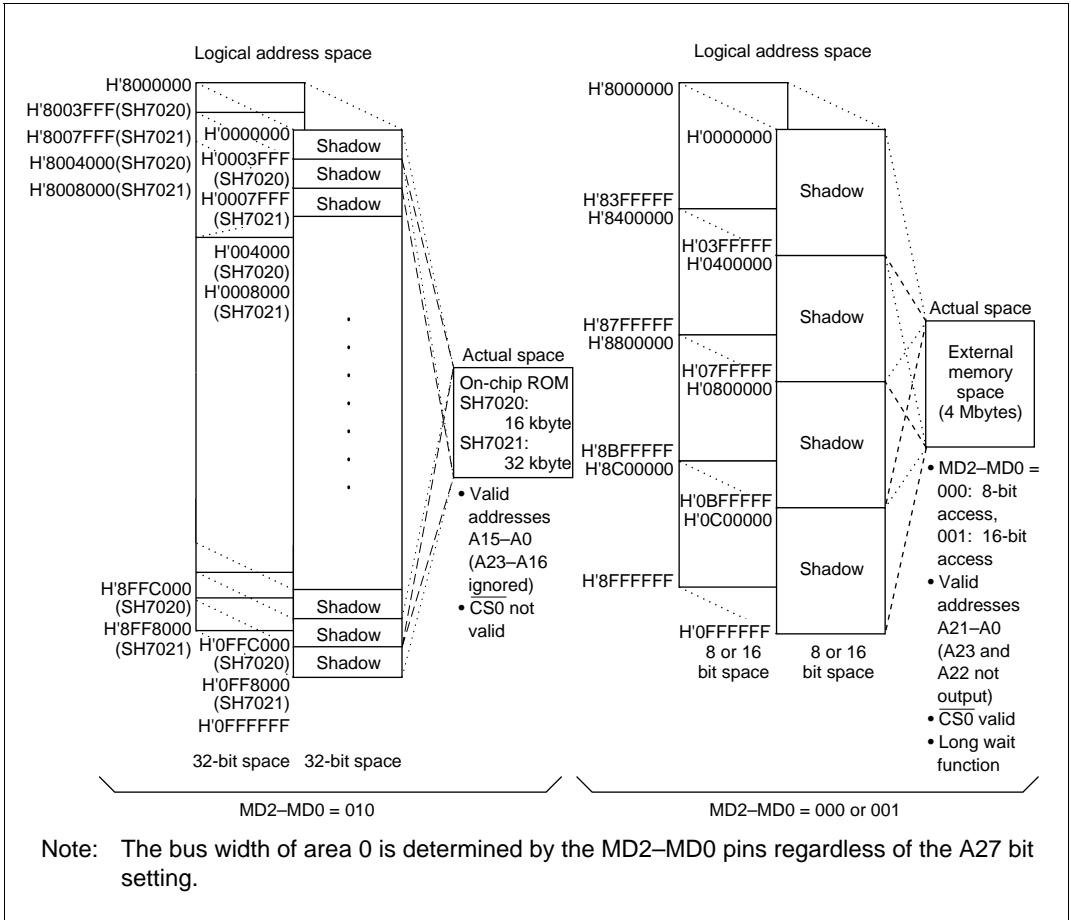 Logical address space
H'8000000
H'8003FFF(SH7020)
H'8007FFF(SH7021)
H'8004000(SH7020)
H'8008000(SH7021)
H'0000000
H'0003FFF
(SH7020)
H'0007FFF
(SH7021)
H'004000
(SH7020)
H'0008000
(SH7021)
Shadow
Shadow
Shadow
Actual space
On-chip ROM
SH7020:
16 kbyte
SH7021:
32 kbyte
• Valid
addresses
A15–A0
(A23–A16
ignored)
• CS0 not
valid
H'8FFC000
(SH7020)
H'8FF8000
(SH7021)
H'0FFC000
(SH7020)
H'0FF8000
(SH7021)
H'0FFFFFF
Shadow
Shadow
Shadow
32-bit space
32-bit space
MD2–MD0 = 010
Logical address space
H'8000000
H'0000000
Shadow
H'83FFFFF
H'8400000
H'03FFFFF
H'0400000
Shadow
H'87FFFFF
H'8800000
H'07FFFFF
H'0800000
Shadow
H'8BFFFFF
H'8C00000
H'0BFFFFF
H'0C00000
Shadow
H'8FFFFFF
H'0FFFFFF
8 or 16
bit space
8 or 16
bit space
Actual space
External
memory
space
(4 Mbytes)
• MD2–MD0 =
000: 8-bit
access,
001: 16-bit
access
• Valid
addresses
A21–A0
(A23 and
A22 not
output)
• CS0 valid
• Long wait
function
MD2–MD0 = 000 or 001
Note: The bus width of area 0 is determined by the MD2–MD0 pins regardless of the A27 bit
setting.